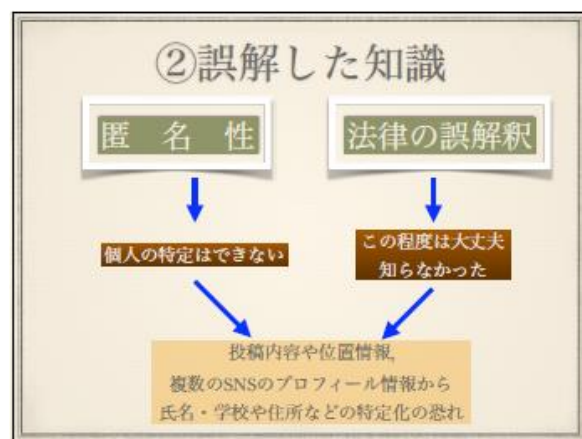 ②誤解した知識
匿 名 性
法律の誤解釈
個人の特定はできない
この程度は大丈夫
知らなかった
投稿内容や位置情報,
複数のSNSのプロフィール情報から
氏名・学校や住所などの特定化の恐れ